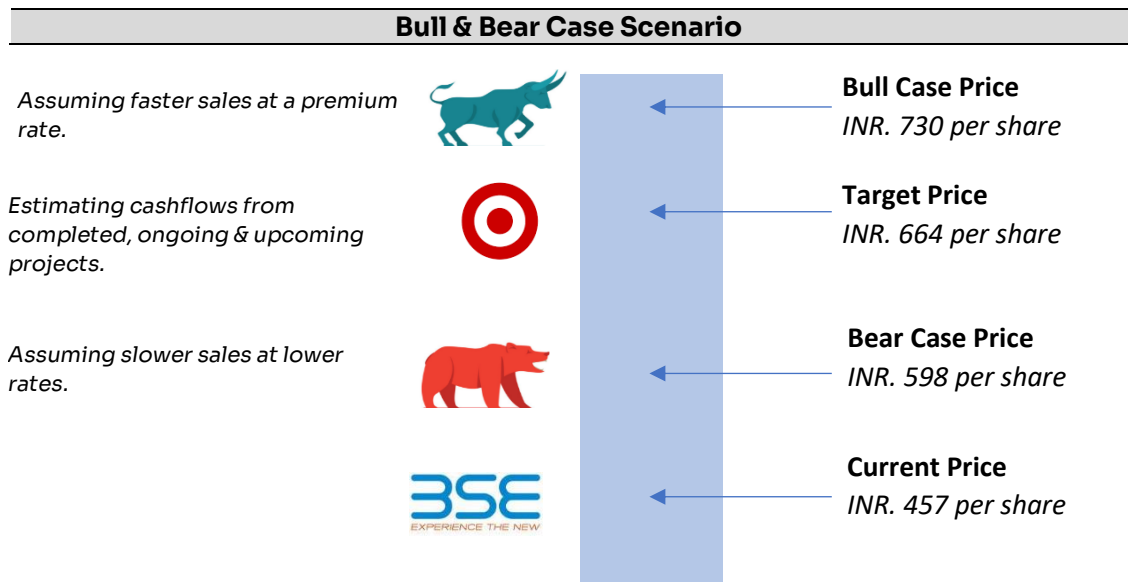 Bull & Bear Case Scenario
Assuming faster sales at a premium
rate.
Bull Case Price
INR. 730 per share
Estimating cashflows from
completed, ongoing & upcoming
projects.
Target Price
INR. 664 per share
Assuming slower sales at lower
rates.
Bear Case Price
INR. 598 per share
BSE
EXPERIENCE THE NEW
Current Price
INR. 457 per share